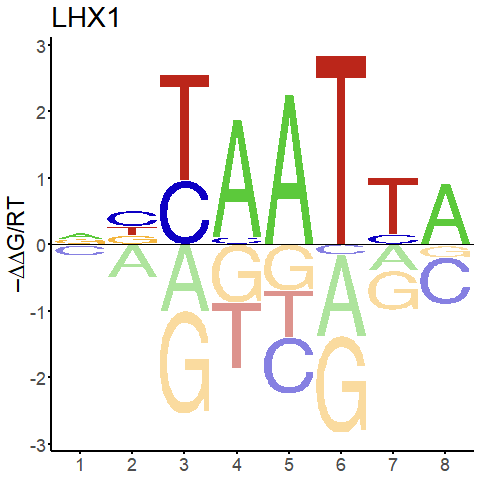 LHX1
−ΔΔG/RT
3
2
1
0
-1
-2
-3
A G C
C T G A
T C A G
A C G T
A G T C
T C A G
T C A G
A G C
1 2 3 4 5 6 7 8